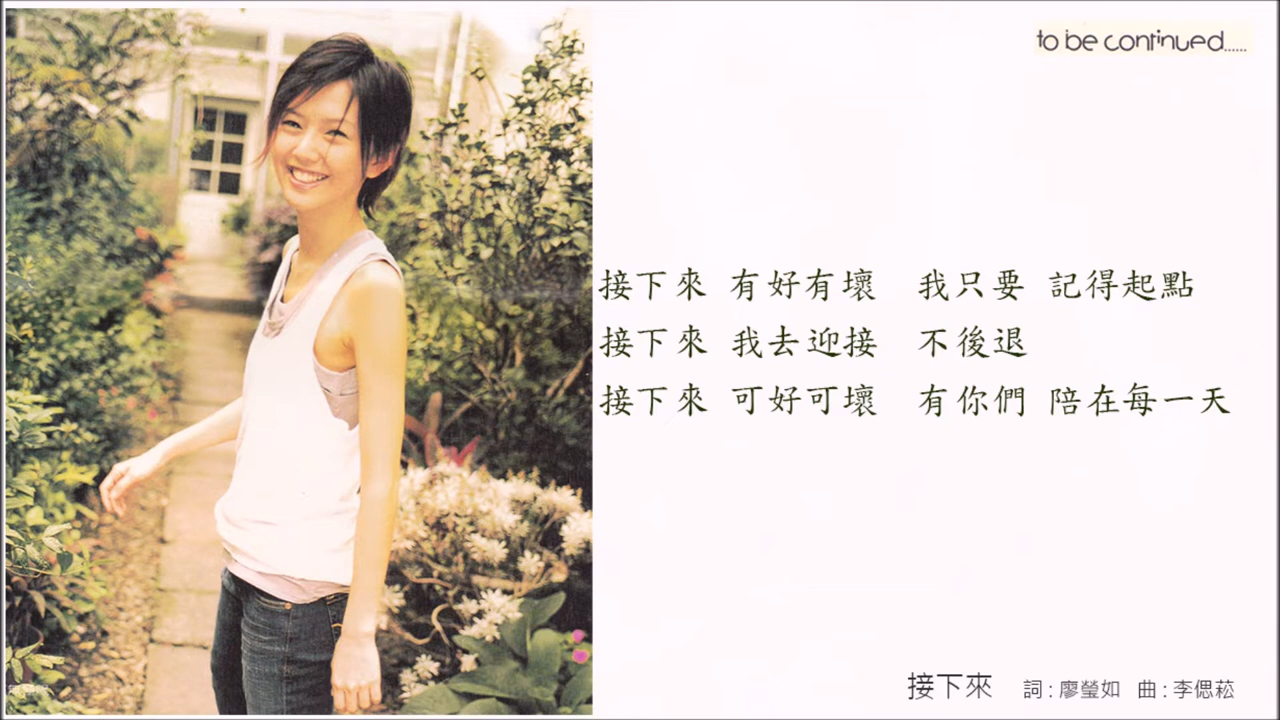 to be continued......
接下來 有好有壞 我只要 記得起點
接下來 我去迎接 不後退
接下來 可好可壞 有你們 陪在每一天
接下來 詞:廖瑩如 曲:李偲菘